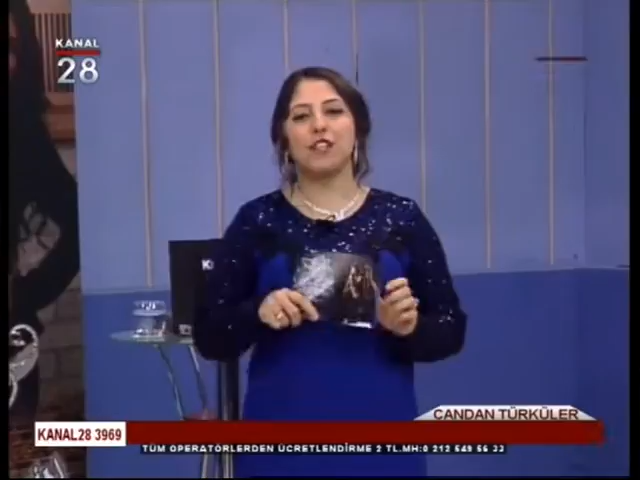 KANAL
28
CANDAN TÜRKÜLER
KANAL28 3969
TÜM OPERATÖRLERDEN ÜCRETLENDİRME 2 TL.MH:0 212 549 56 33